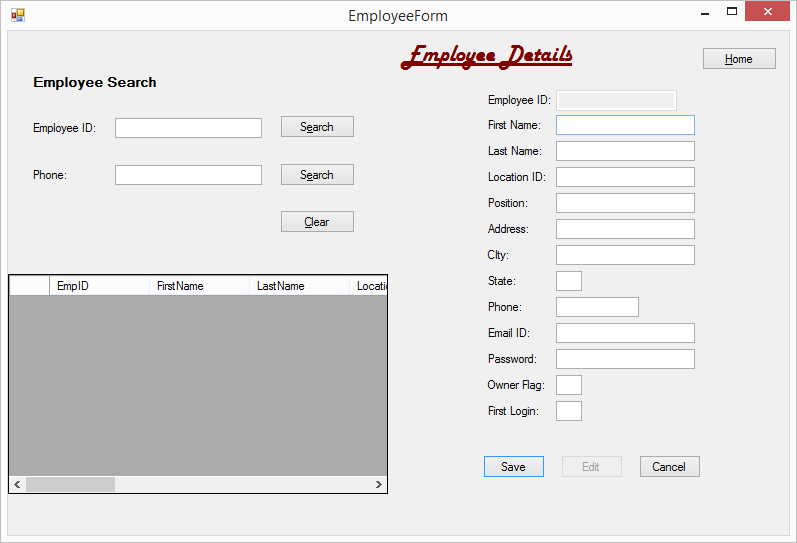 EmployeeForm
Employee Details
Home
Employee Search
Employee ID:
Search
Phone:
Search
Clear
EmpID FirstName LastName Locatio
Employee ID:
First Name:
Last Name:
Location ID:
Position:
Address:
CIty:
State:
Phone:
Email ID:
Password:
Owner Flag:
First Login:
Save Edit Cancel